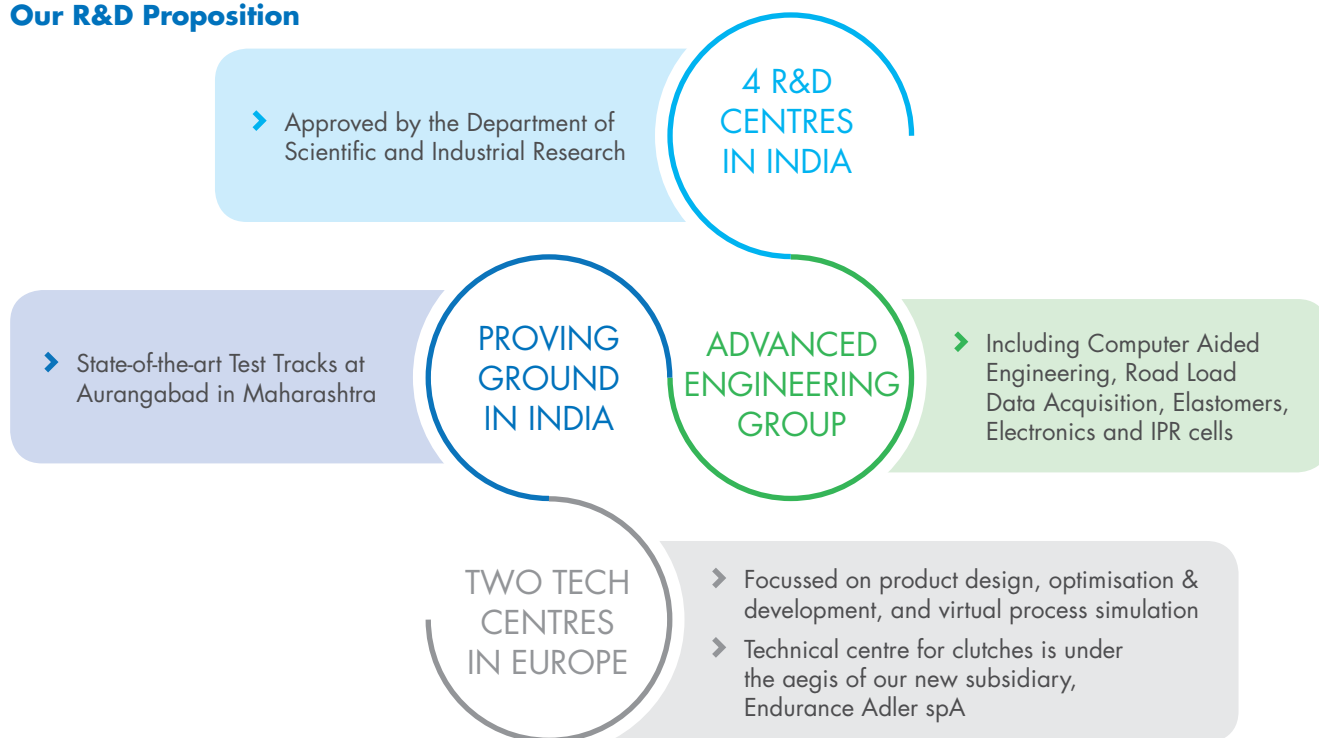 Our R&D Proposition
4 R&D
CENTRES
IN INDIA
Approved by the Department of
Scientific and Industrial Research
PROVING
GROUND
IN INDIA
State-of-the-art Test Tracks at
Aurangabad in Maharashtra
ADVANCED
ENGINEERING
GROUP
Including Computer Aided
Engineering, Road Load
Data Acquisition, Elastomers,
Electronics and IPR cells
TWO TECH
CENTRES
IN EUROPE
Focussed on product design, optimisation &
development, and virtual process simulation
Technical centre for clutches is under
the aegis of our new subsidiary,
Endurance Adler spA